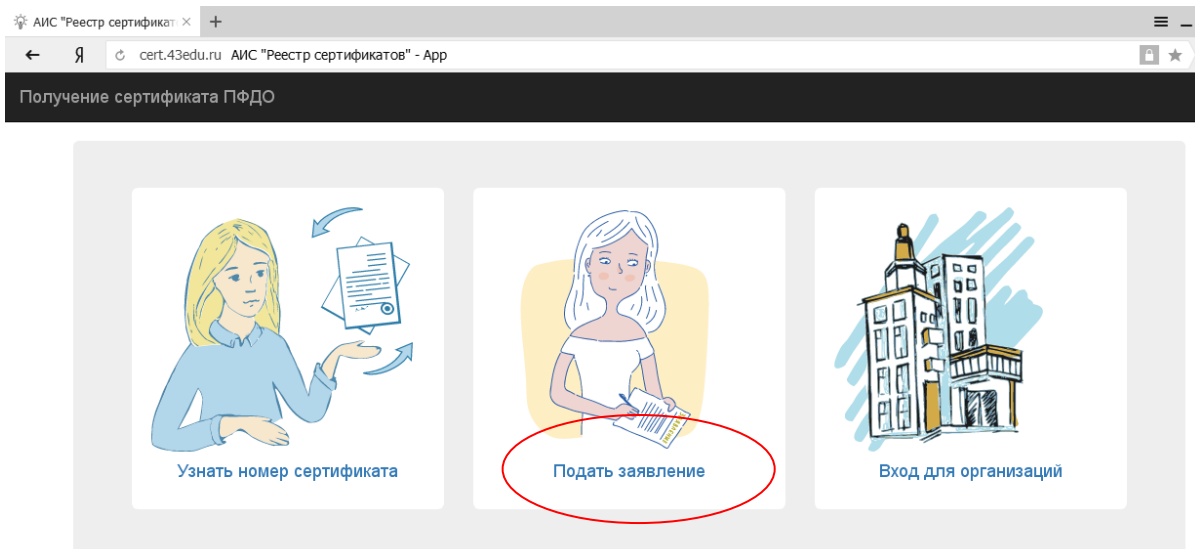 АИС "Реестр сертификат
cert.43edu.ru АИС "Реестр сертификатов" - App
Получение сертификата ПФДО
Узнать номер сертификата
Подать заявление
Вход для организаций